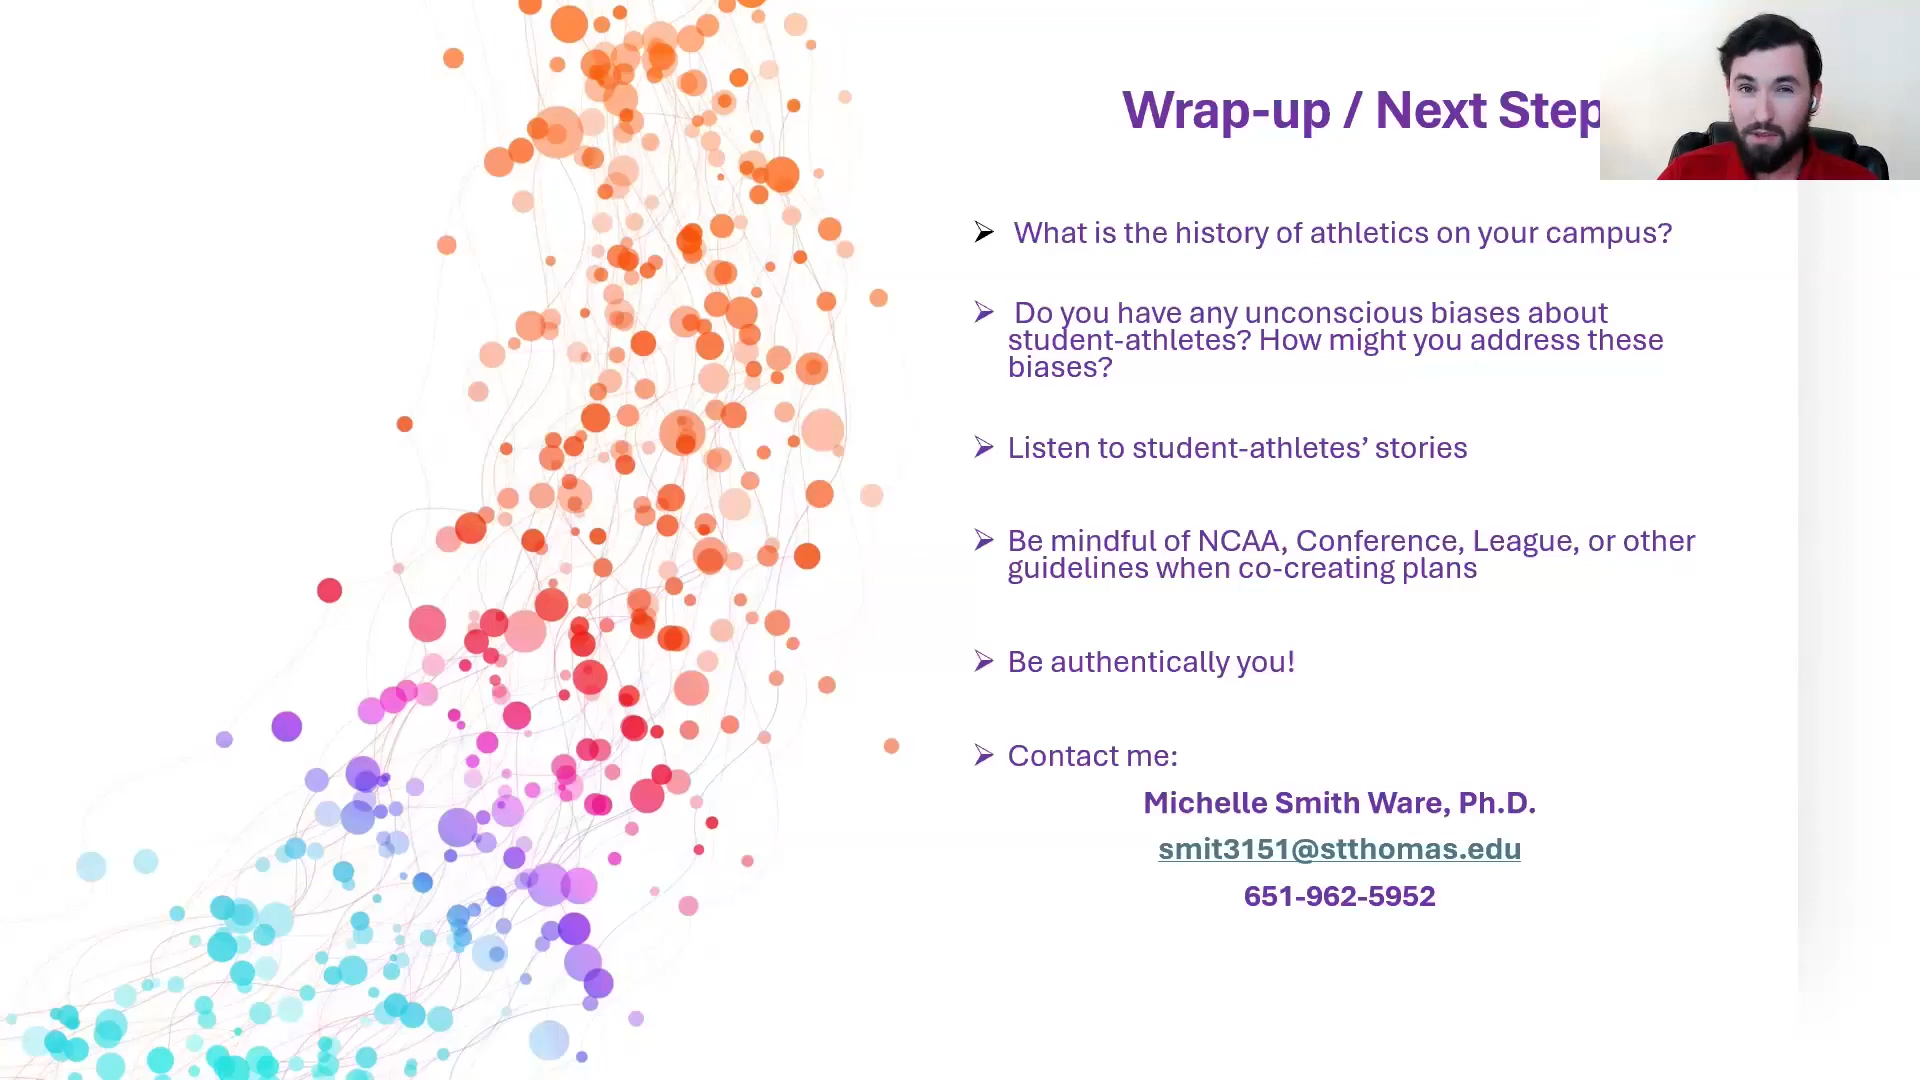 Wrap-up / Next Step
What is the history of athletics on your campus?
Do you have any unconscious biases about
student-athletes? How might you address these
biases?
Listen to student-athletes’ stories
Be mindful of NCAA, Conference, League, or other
guidelines when co-creating plans
Be authentically you!
Contact me:
Michelle Smith Ware, Ph.D.
smit3151@stthomas.edu
651-962-5952